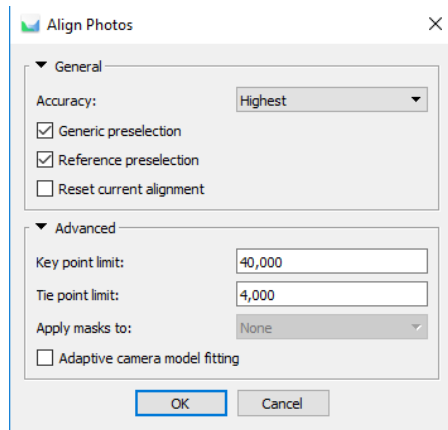 Align Photos
General
Accuracy: Highest
Generic preselection
Reference preselection
Reset current alignment
Advanced
Key point limit: 40,000
Tie point limit: 4,000
Apply masks to: None
Adaptive camera model fitting
OK Cancel